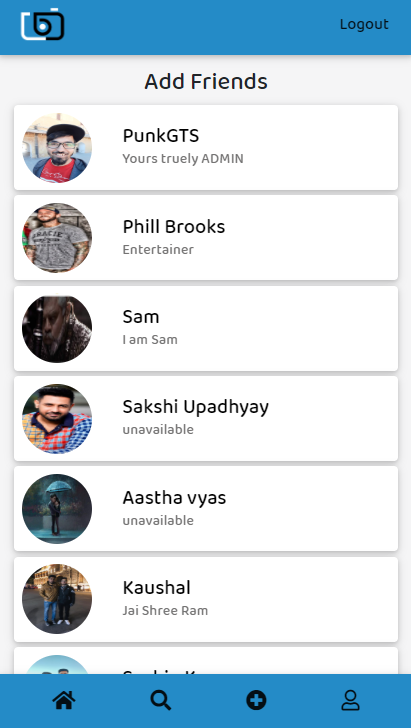 Logout
Add Friends
PunkGTS
Yours truely ADMIN
Phill Brooks
Entertainer
Sam
I am Sam
Sakshi Upadhyay
unavailable
Aastha vyas
unavailable
Kaushal
Jai Shree Ram